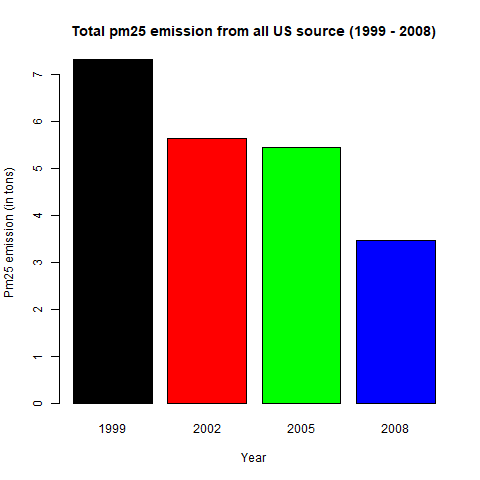 Total pm25 emission from all US source (1999 - 2008)
Pm25 emission (in tons)
7
6
5
4
3
2
1
0
1999 2002 2005 2008
Year